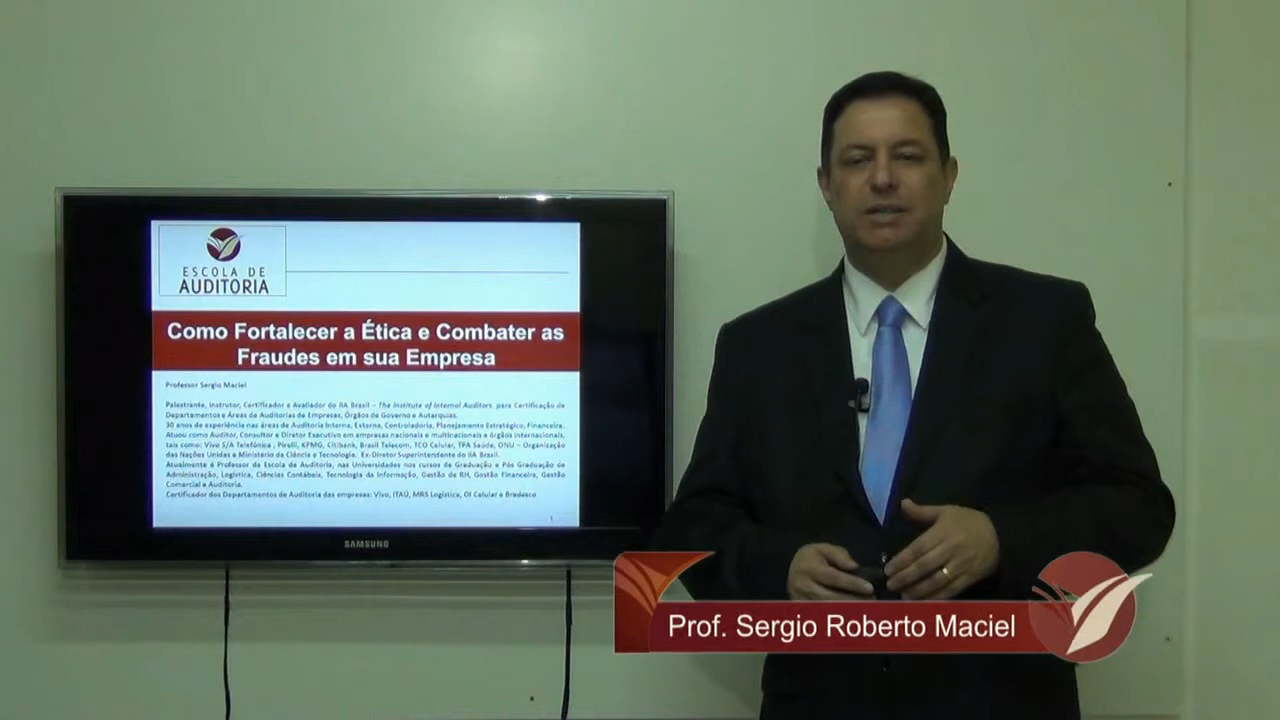 ESCOLA DE
AUDITORIA
Como Fortalecer a Ética e Combater as
Fraudes em sua Empresa
Professor Sergio Maciel
Palestrante, Instrutor, Certificador e Avaliador do IIA Brasil – The Institute of Internal Auditors para Certificação de
Departamentos e Áreas de Auditorias de Empresas, Órgãos de Governo e Autarquias.
30 anos de experiência nas áreas de Auditoria Interna, Externa, Controladoria, Planejamento Estratégico, Financeira.
Atuou como Auditor, Consultor e Diretor Executivo em empresas nacionais e multinacionais e órgãos internacionais,
tais como: Vivo S/A Telefônica , Pirelli, KPMG, Citibank, Brasil Telecom, TCO Celular, TPA Saúde, ONU – Organização
das Nações Unidas e Ministério da Ciência e Tecnologia. Ex-Diretor Superintendente do IIA Brasil.
Atualmente é Professor da Escola de Auditoria, nas Universidades nos cursos de Graduação e Pós Graduação de
Administração, Logística, Ciências Contábeis, Tecnologia da Informação, Gestão de RH, Gestão Financeira, Gestão
Comercial e Auditoria.
Certificador dos Departamentos de Auditoria das empresas: Vivo, ITAÚ, MRS Logística, OI Celular e Bradesco
1
SAMSUNG
Prof. Sergio Roberto Maciel